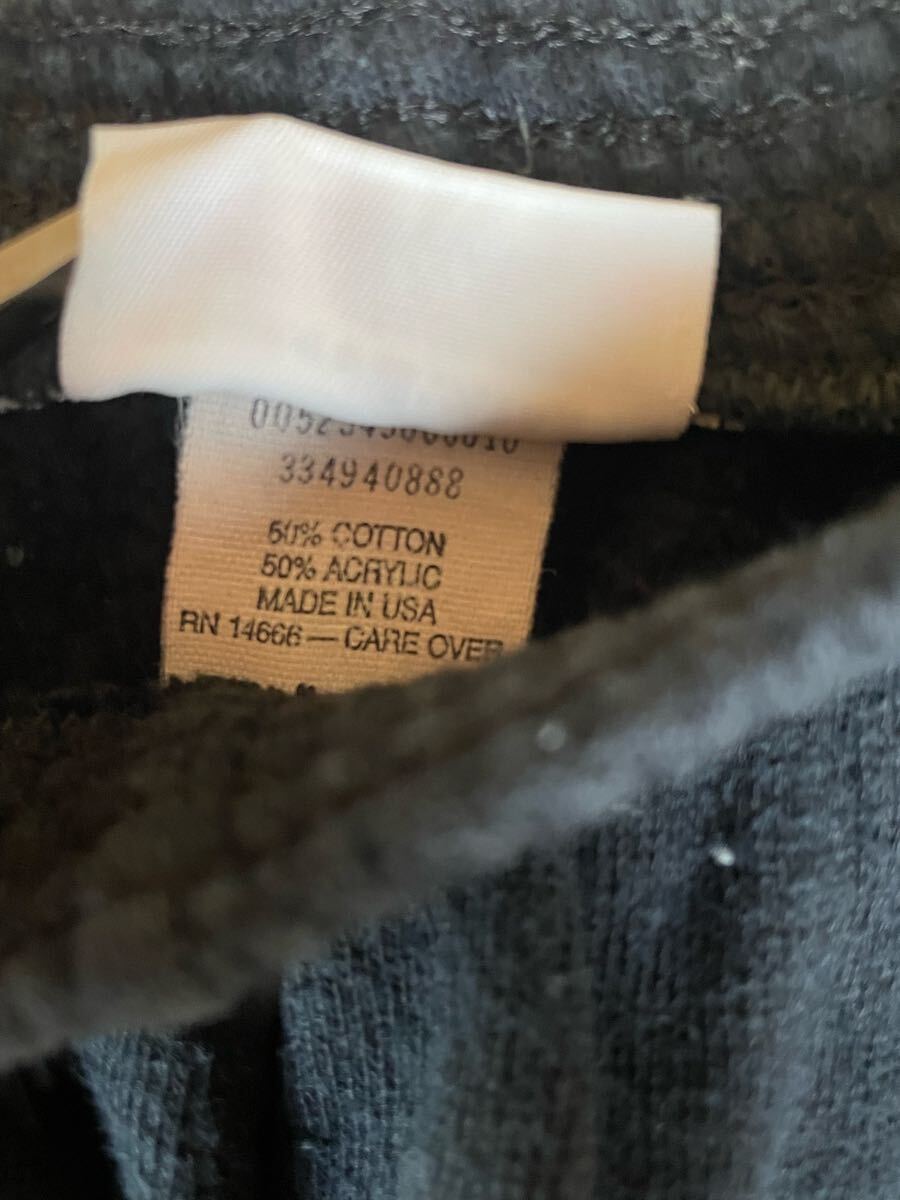 334940888
50% COTTON
50% ACRYLIC
MADE IN USA
RN 14666 — CARE OVER